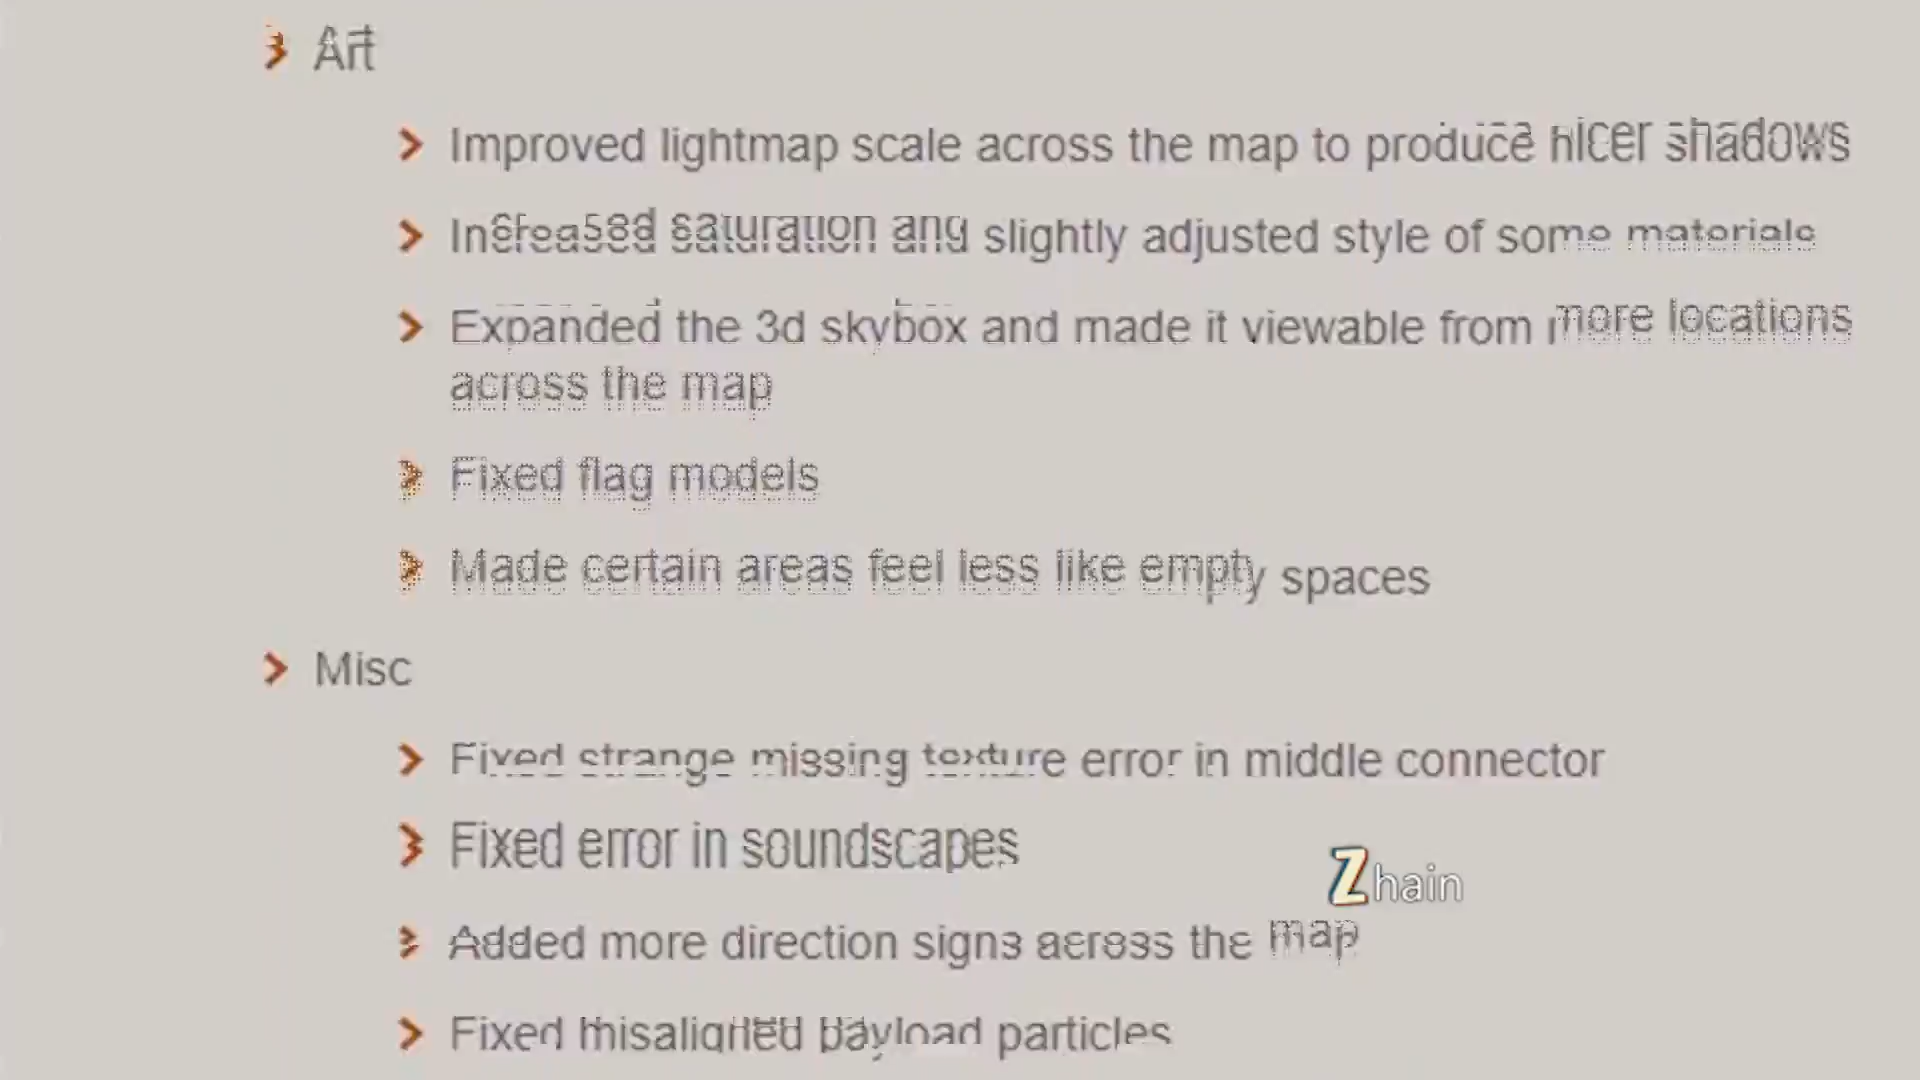 Art
Improved lightmap scale across the map to produce nicer shadows
Increased saturation and slightly adjusted style of some materials
Expanded the 3d skybox and made it viewable from more locations
across the map
Fixed flag models
Made certain areas feel less like empty spaces
Misc
Fixed strange missing texture error in middle connector
Fixed error in soundscapes
Zhain
Added more direction signs across the map
Fixed misaligned payload particles